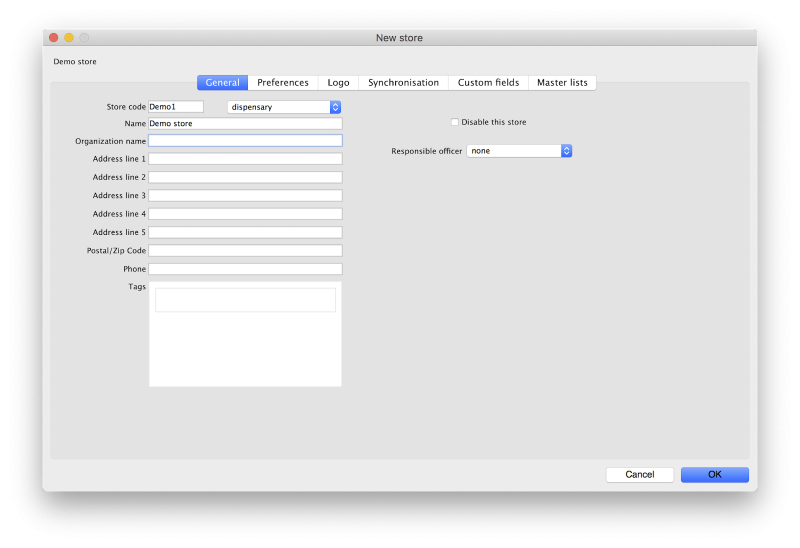 New store
Demo store
General Preferences Logo Synchronisation Custom fields Master lists
Store code Demo1 dispensary
Name Demo store
Disable this store
Organization name
Responsible officer none
Address line 1
Address line 2
Address line 3
Address line 4
Address line 5
Postal/Zip Code
Phone
Tags
Cancel OK